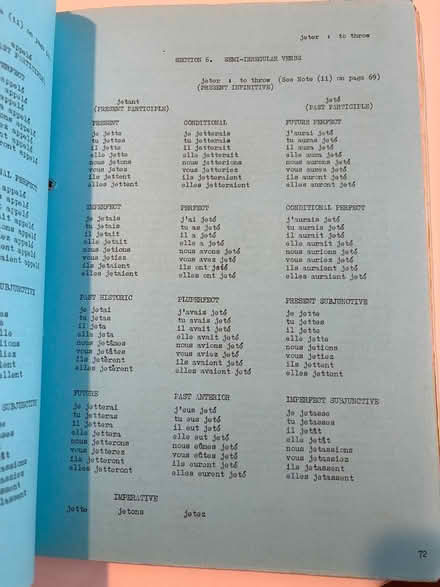 jeter : to throw
SECTION 6. SEMI-IRREGULAR VERBS
jeter : to throw (See Note (ii) on page 69)
(PRESENT INFINITIVE)
jetant
(PRESENT PARTICIPLE)
jeté
(PAST PARTICIPLE)
PRESENT
je jette
tu jettes
il jette
elle jette
nous jetons
vous jetez
ils jettent
elles jettent
CONDITIONAL
je jetterais
tu jetterais
il jetterait
elle jetterait
nous jetterions
vous jetteriez
ils jetteraient
elles jetteraient
FUTURE PERFECT
j'aurai jeté
tu auras jeté
il aura jeté
elle aura jeté
nous aurons jeté
vous aurez jeté
ils auront jeté
elles auront jeté
IMPERFECT
je jetais
tu jetais
il jetait
elle jetait
nous jetions
vous jetiez
ils jetaient
elles jetaient
PERFECT
j'ai jeté
tu as jeté
il a jeté
elle a jeté
nous avons jeté
vous avez jeté
ils ont jeté
elles ont jeté
CONDITIONAL PERFECT
j'aurais jeté
tu aurais jeté
il aurait jeté
elle aurait jeté
nous aurions jeté
vous auriez jeté
ils auraient jeté
elles auraient jeté
PAST HISTORIC
je jetai
tu jetas
il jeta
elle jeta
nous jetâmes
vous jetâtes
ils jetèrent
elles jetèrent
PLUPERFECT
j'avais jeté
tu avais jeté
il avait jeté
elle avait jeté
nous avions jeté
vous aviez jeté
ils avaient jeté
elles avaient jeté
PRESENT SUBJUNCTIVE
je jette
tu jettes
il jette
elle jette
nous jetions
vous jetiez
ils jettent
elles jettent
FUTURE
je jetterai
tu jetteras
il jettera
elle jettera
nous jetterons
vous jetterez
ils jetteront
elles jetteront
PAST ANTERIOR
j'eus jeté
tu eus jeté
il eut jeté
elle eut jeté
nous eûmes jeté
vous eûtes jeté
ils eurent jeté
elles eurent jeté
IMPERFECT SUBJUNCTIVE
je jetasse
tu jetasses
il jetât
elle jetât
nous jetassions
vous jetassiez
ils jetassent
elles jetassent
IMPERATIVE
jette jetons jetez
72